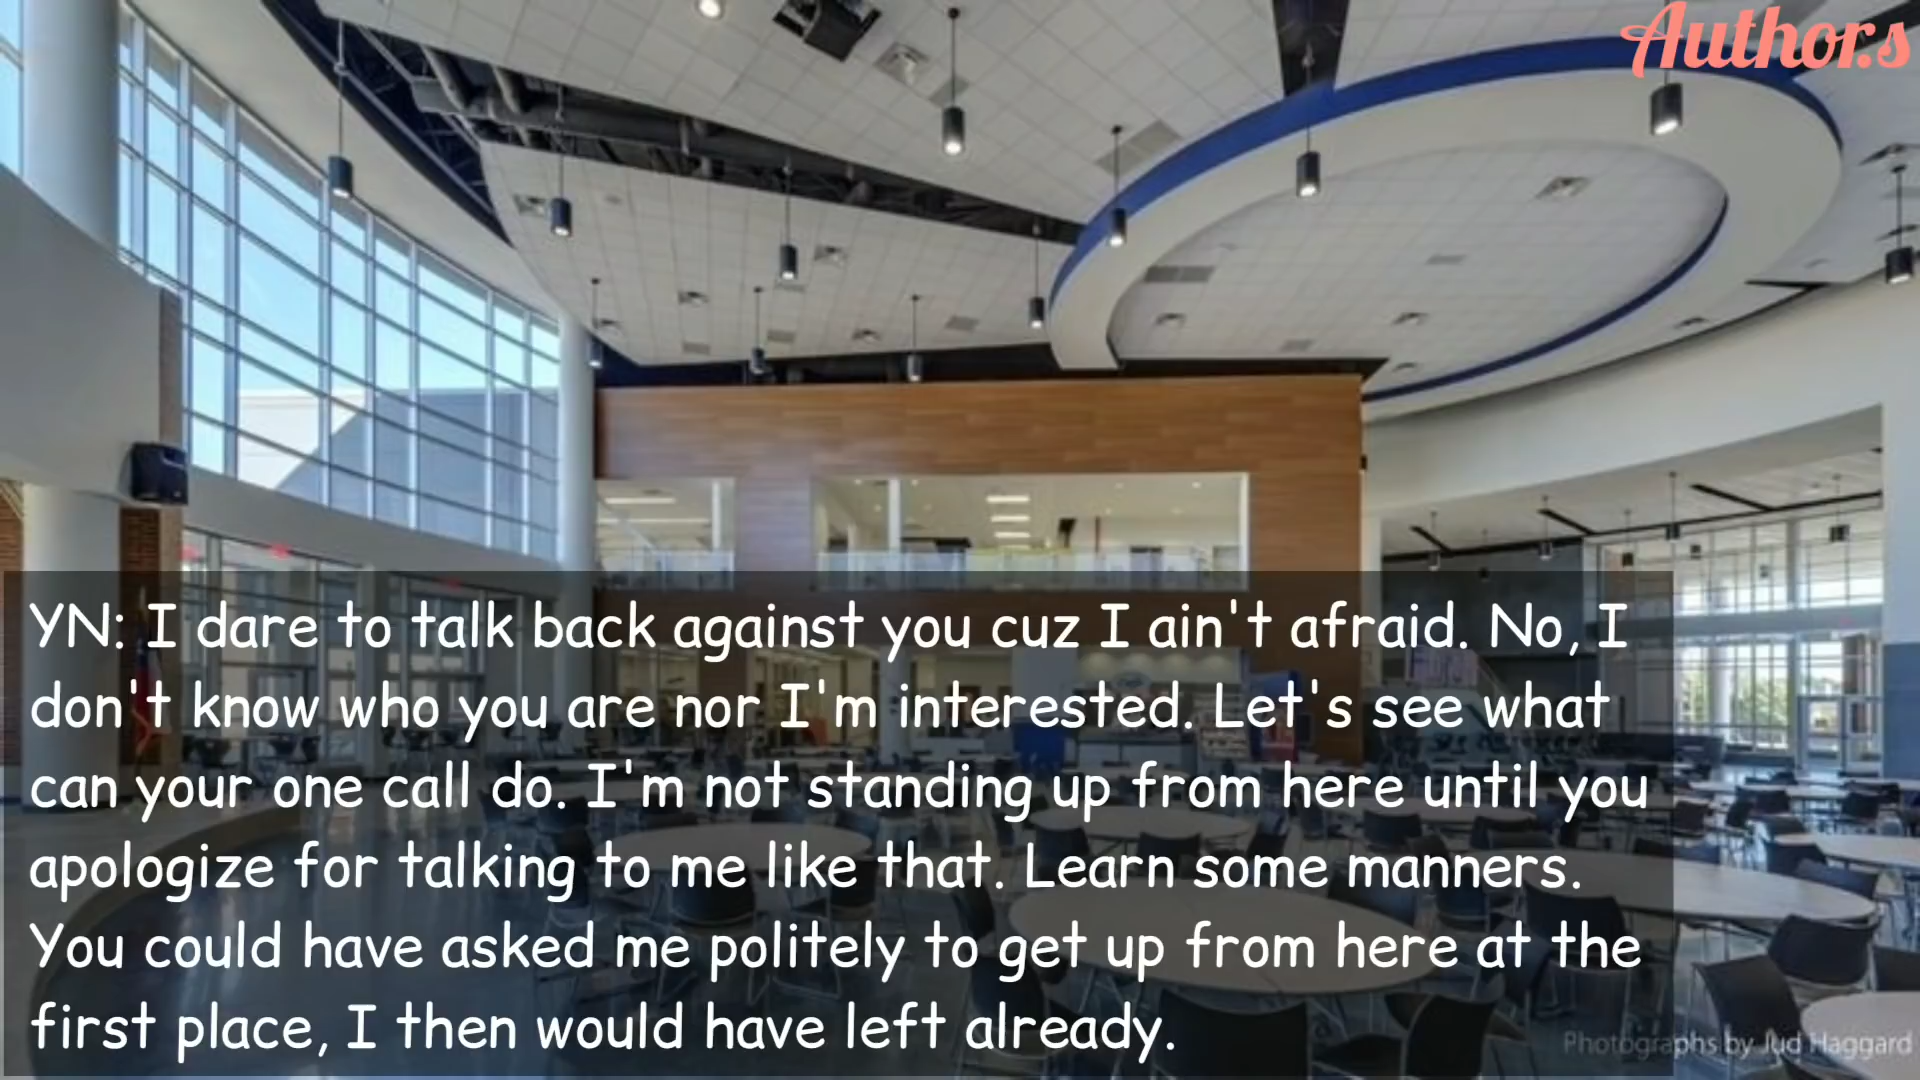 Author.s
YN: I dare to talk back against you cuz I ain't afraid. No, I
don't know who you are nor I'm interested. Let's see what
can your one call do. I'm not standing up from here until you
apologize for talking to me like that. Learn some manners.
You could have asked me politely to get up from here at the
first place, I then would have left already.
Photographs by Jud Haggard